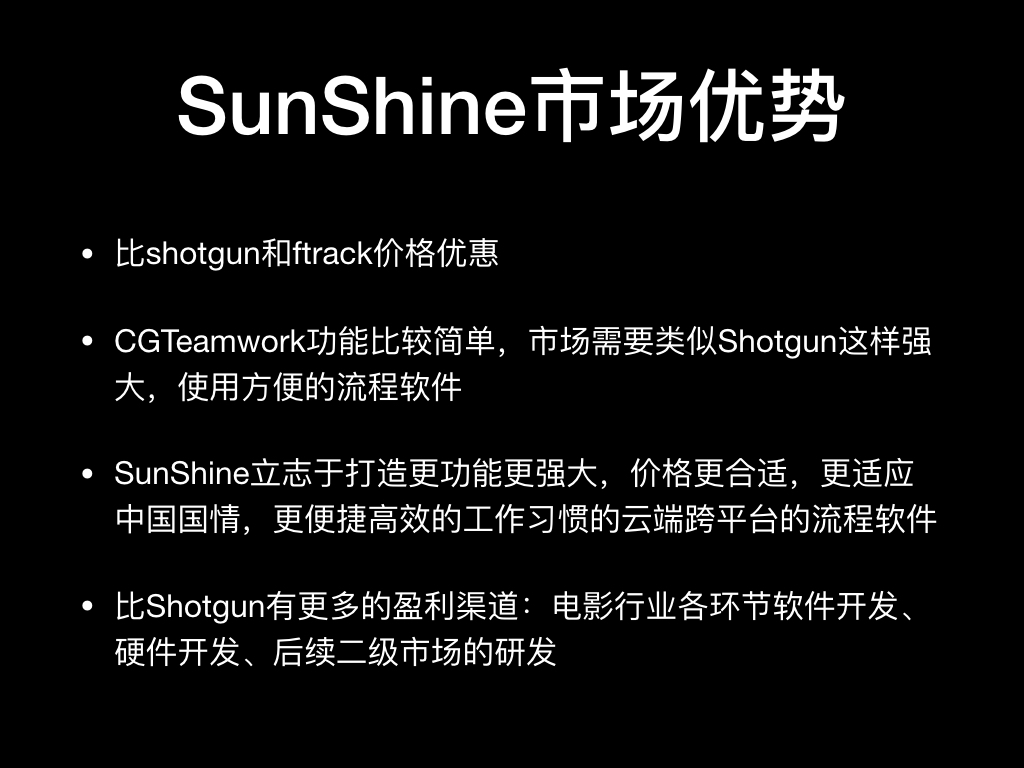 SunShine市场优势
• 比shotgun和ftrack价格优惠
• CGTeamwork功能比较简单，市场需要类似Shotgun这样强
大，使用方便的流程软件
• SunShine立志于打造更功能更强大，价格更合适，更适应
中国国情，更便捷高效的工作习惯的云端跨平台的流程软件
• 比Shotgun有更多的盈利渠道：电影行业各环节软件开发、
硬件开发、后续二级市场的研发